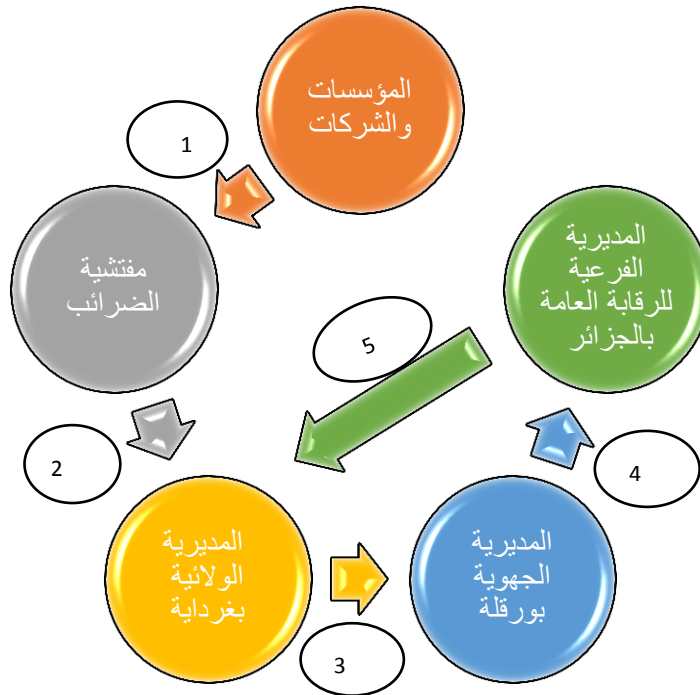 المؤسسات
والشركات
1
مفتشية
الضرائب
2
المديرية
الولائية
بغرداية
3
المديرية
الجهوية
بورقلة
4
المديرية
الفرعية
للرقابة العامة
بالجزائر
5